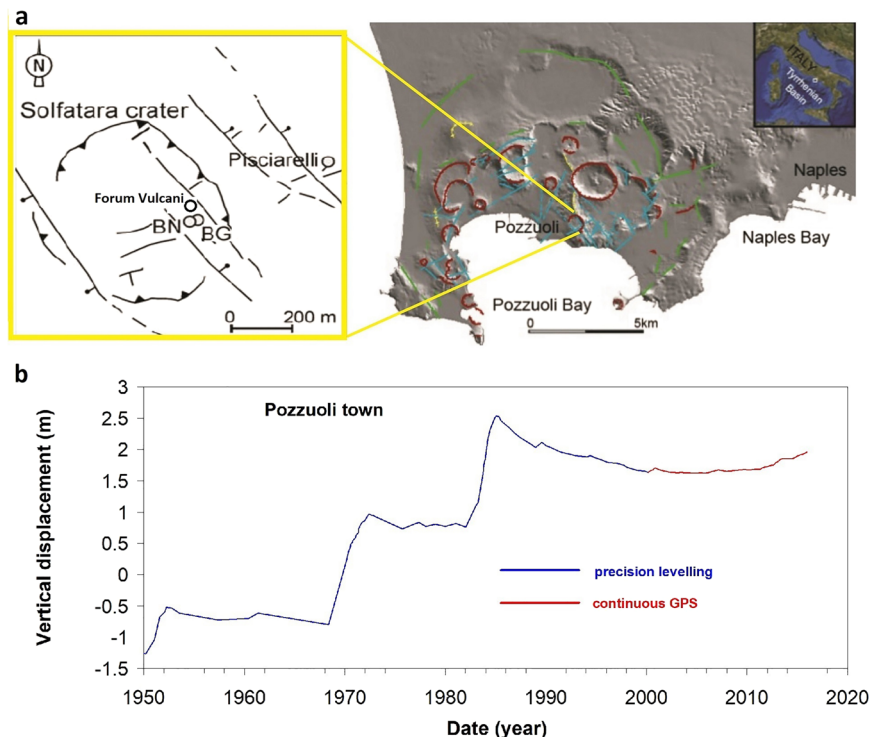 a
N
Solfatara crater
Pisciarelli
Forum Vulcani
BN
BG
0
200 m
ITALY
Tyrrhenian
Basin
Naples
Pozzuoli
Naples Bay
Pozzuoli Bay
0
5km
b
Pozzuoli town
Vertical displacement (m)
3
2.5
2
1.5
1
0.5
0
-0.5
-1
-1.5
precision levelling
continuous GPS
1950
1960
1970
1980
1990
2000
2010
2020
Date (year)